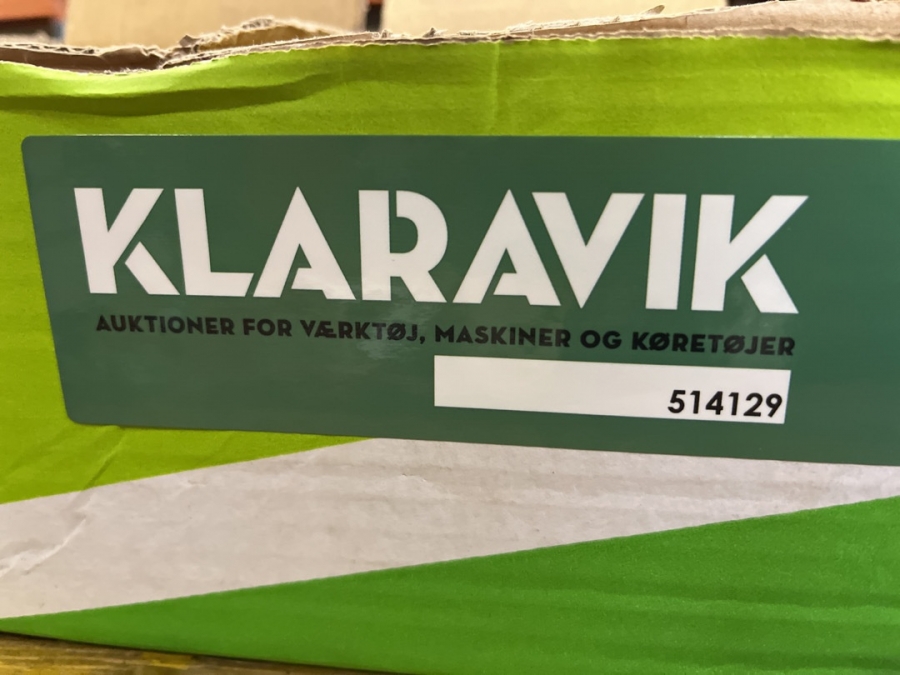 KLARAVIK
AUKTIONER FOR VÆRKTØJ, MASKINER OG KØRETØJER
514129